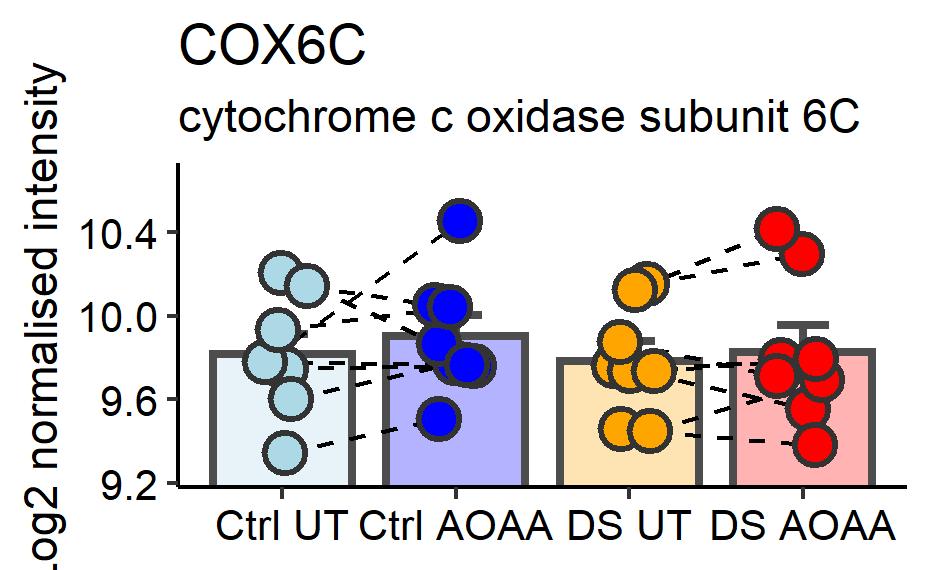 COX6C
cytochrome c oxidase subunit 6C
Log2 normalised intensity
10.4
10.0
9.6
9.2
Ctrl UT Ctrl AOAA DS UT DS AOAA